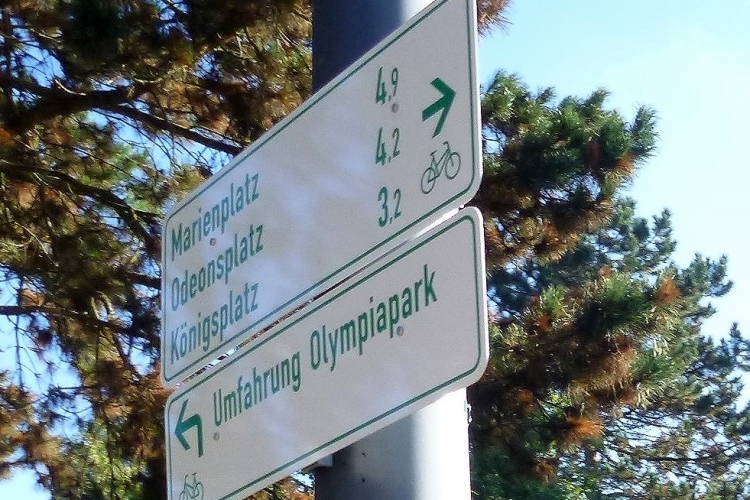 Marienplatz 4.9
Odeonsplatz 4.2
Königsplatz 3.2
Umfahrung Olympiapark